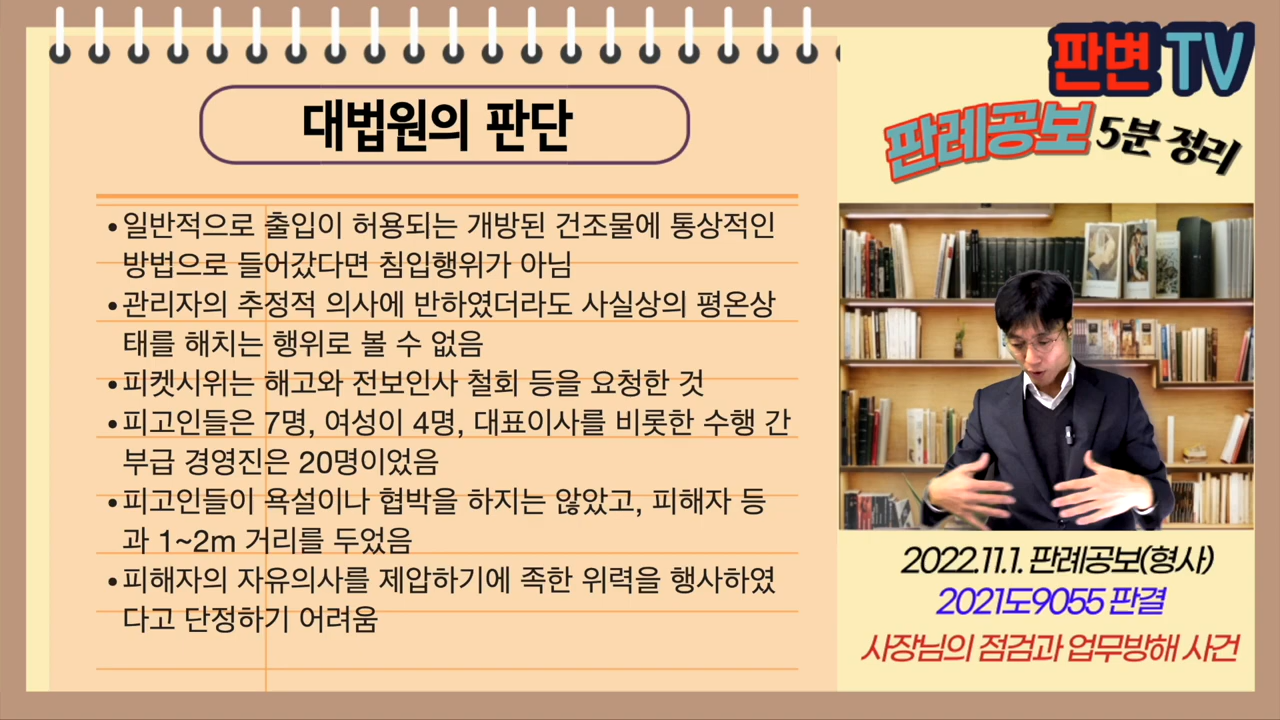 대법원의 판단
일반적으로 출입이 허용되는 개방된 건조물에 통상적인
방법으로 들어갔다면 침입행위가 아님
관리자의 추정적 의사에 반하였더라도 사실상의 평온상
태를 해치는 행위로 볼 수 없음
피켓시위는 해고와 전보인사 철회 등을 요청한 것
피고인들은 7명, 여성이 4명, 대표이사를 비롯한 수행 간
부급 경영진은 20명이었음
피고인들이 욕설이나 협박을 하지는 않았고, 피해자 등
과 1~2m 거리를 두었음
피해자의 자유의사를 제압하기에 족한 위력을 행사하였
다고 단정하기 어려움
판변 TV
판례공보 5분 정리
2022.11.1. 판례공보(형사)
2021도9055 판결
사장님의 점검과 업무방해 사건